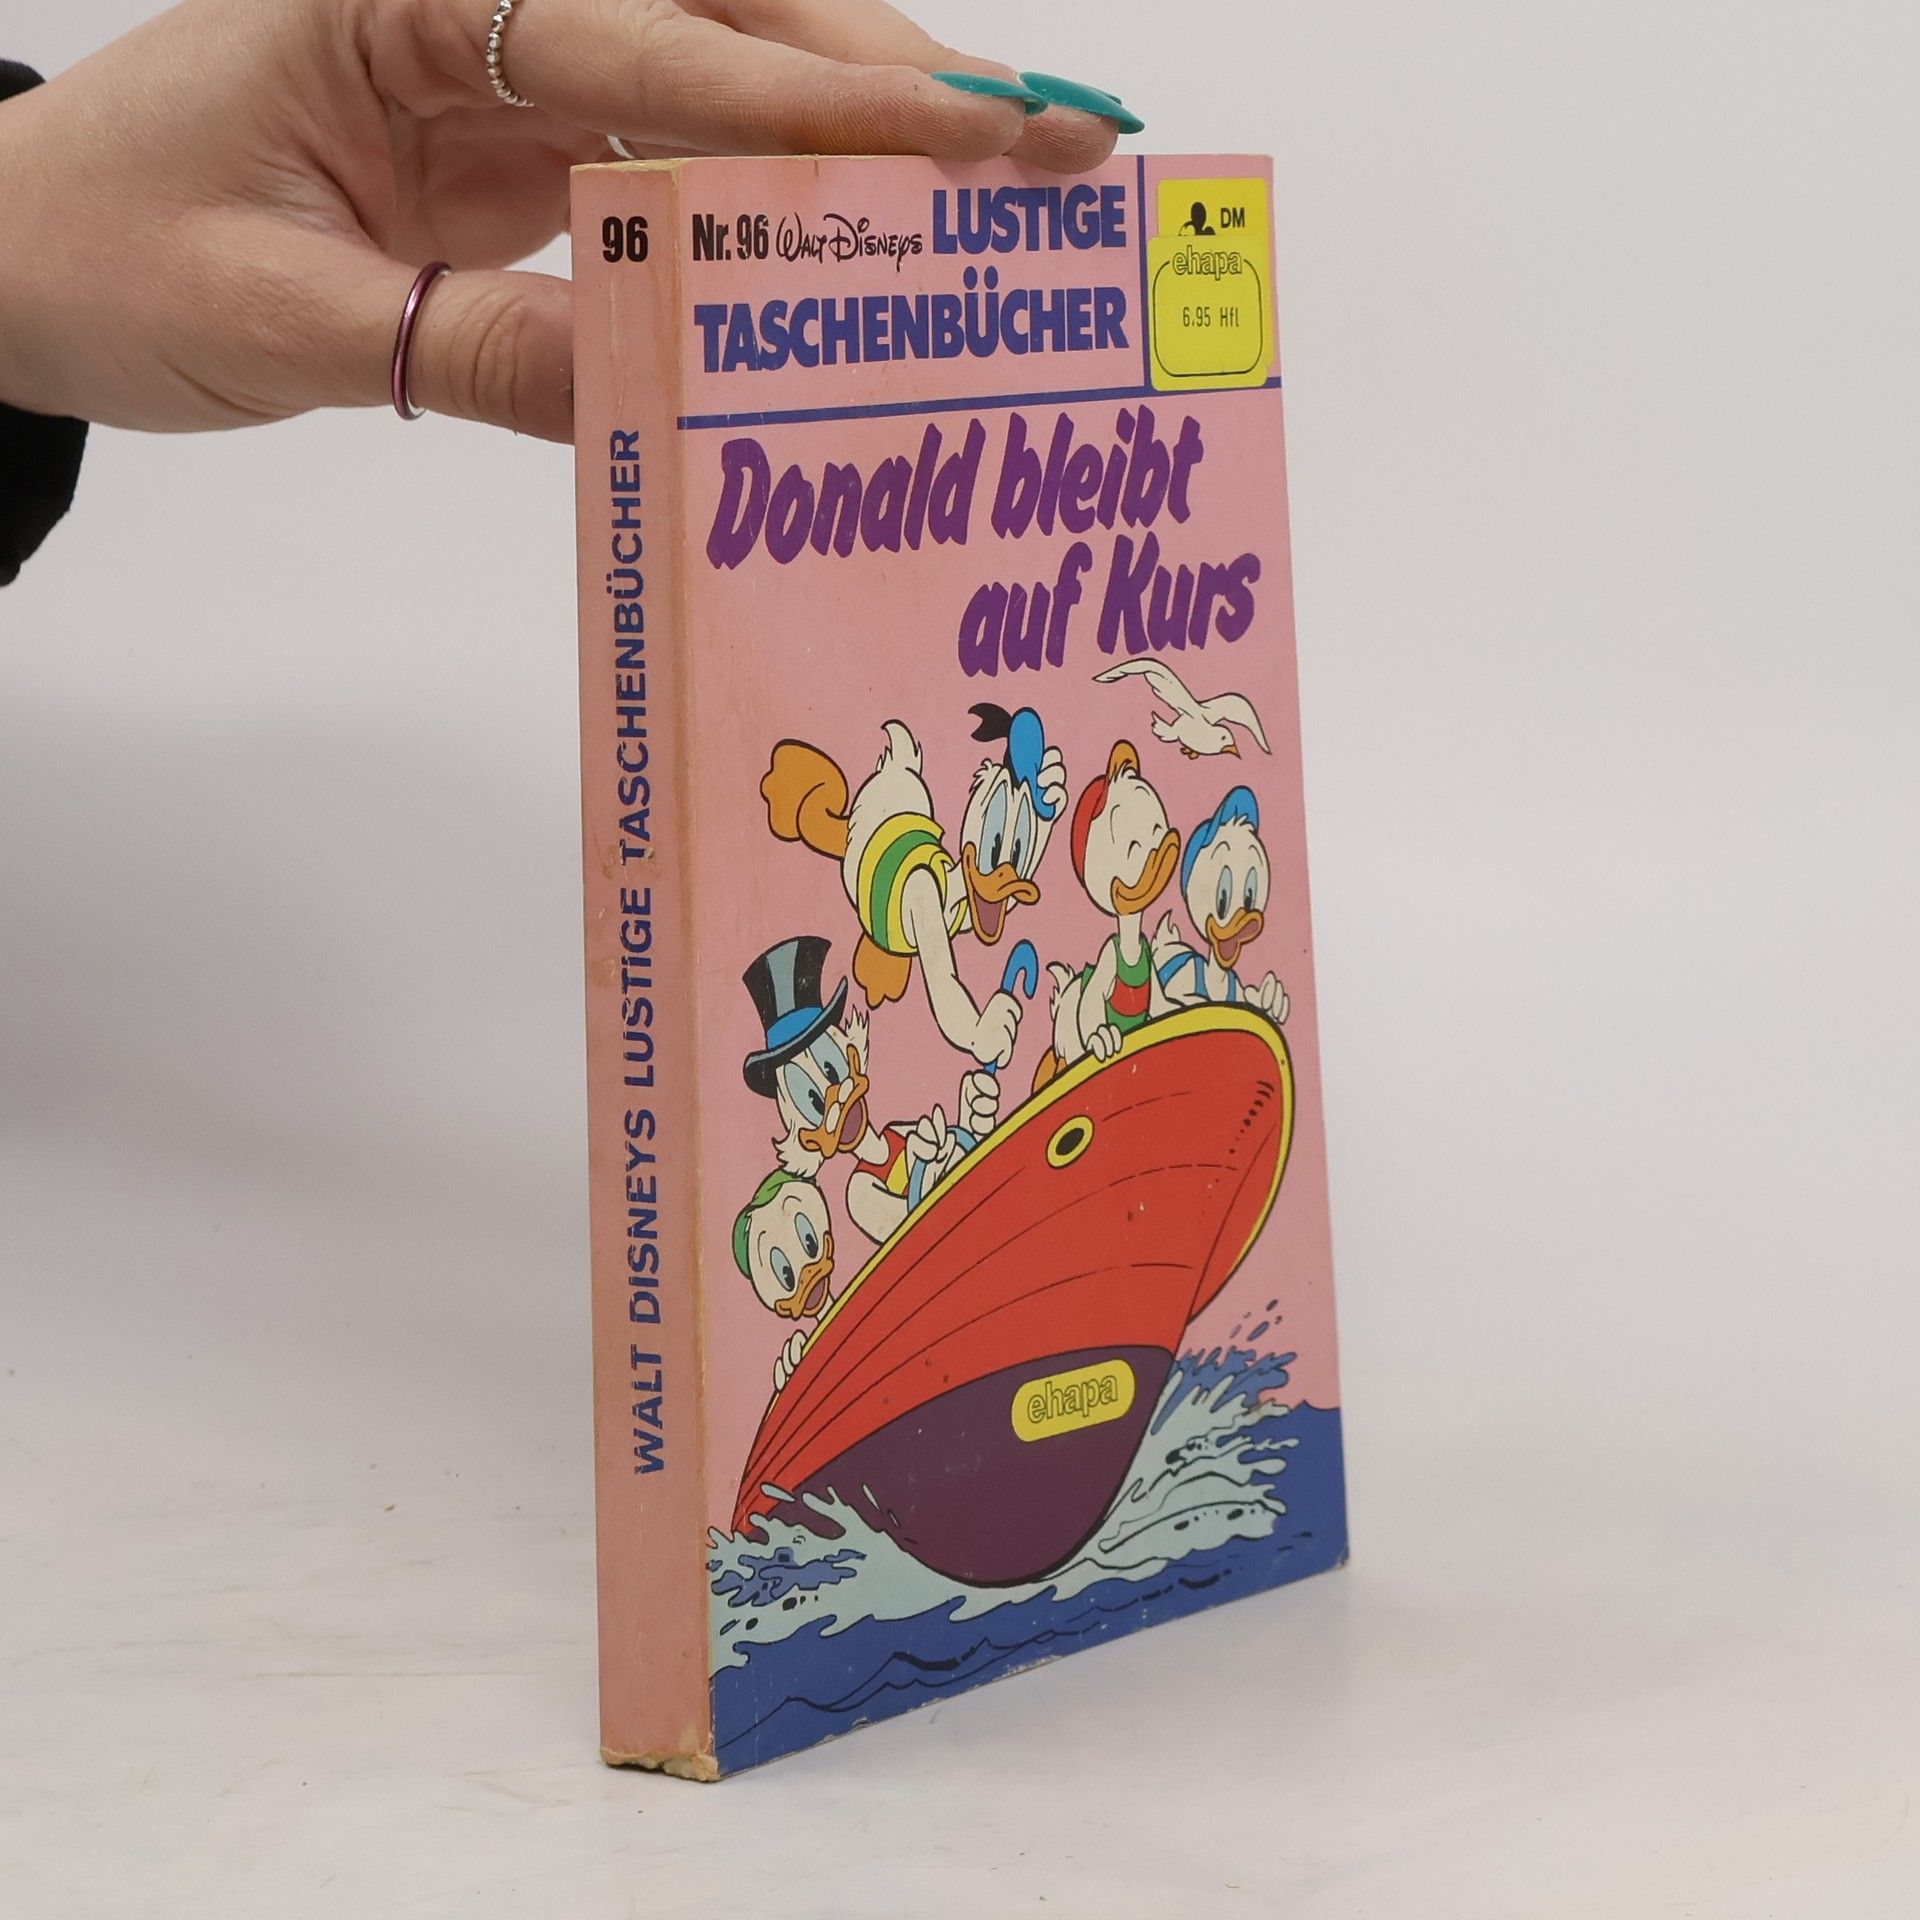 96
WALT DISNEYS LUSTIGE TASCHENBÜCHER
Nr. 96 Walt Disneys LUSTIGE
TASCHENBÜCHER
DM
ehapa
6.95 Hfl
Donald bleibt
auf Kurs
ehapa